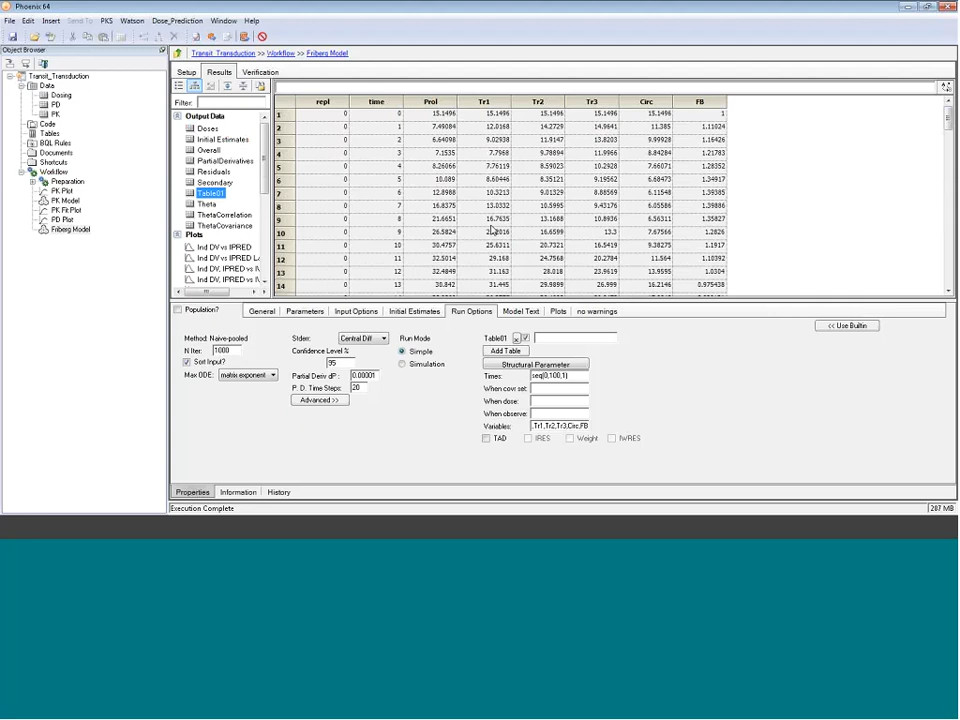 Phoenix 64
File Edit Insert Send To PKS Watson Dose_Prediction Window Help
Object Browser
Transit_Transduction >> Workflow >> Friberg Model
Setup Results Verification
Transit_Transduction
Data
Dosing
PD
PK
Code
Tables
BQL Rules
Documents
Shortcuts
Workflow
Preparation
PK Plot
PK Model
PK Fit Plot
PD Plot
Friberg Model
Filter:
Output Data
Doses
Initial Estimates
Overall
PartialDerivatives
Residuals
Secondary
Table01
Theta
ThetaCorrelation
ThetaCovariance
Plots
Ind DV vs IPRED
Ind DV vs IPRED L
Ind DV, IPRED vs I
Ind DV, IPRED vs I
repl time Prol Tr1 Tr2 Tr3 Circ FB
1 0 0 15.1496 15.1496 15.1496 15.1496 15.1496 1
2 0 1 7.49084 12.0168 14.2729 14.9641 11.385 1.11024
3 0 2 6.64098 9.02938 11.9147 13.8203 9.99928 1.16426
4 0 3 7.1535 7.7968 9.78894 11.9966 8.84284 1.21783
5 0 4 8.26066 7.76119 8.59023 10.2928 7.66071 1.28352
6 0 5 10.089 8.60446 8.35121 9.19562 6.68473 1.34917
7 0 6 12.8988 10.3213 9.01329 8.88569 6.11548 1.39385
8 0 7 16.8375 13.0332 10.5995 9.43176 6.05586 1.39886
9 0 8 21.6651 16.7635 13.1688 10.8936 6.56311 1.35827
10 0 9 26.5824 16.6599 13.3 7.67566 1.2826
11 0 10 30.4757 25.6311 20.7321 16.5419 9.38275 1.1917
12 0 11 32.5014 29.168 24.7568 20.2784 11.564 1.10392
13 0 12 32.4849 31.163 28.018 23.9619 13.9595 1.0304
14 0 13 30.842 31.445 29.9899 26.999 16.2146 0.975438
Population? General Parameters Input Options Initial Estimates Run Options Model Text Plots no warnings
<< Use Builtin
Method: Naive-pooled
N Iter: 1000
Sort Input?
Max ODE: matrix exponent
Stderr: Central Diff
Confidence Level %
95
Partial Deriv dP : 0.00001
P. D. Time Steps: 20
Advanced >>
Run Mode
Simple
Simulation
Table01 x
Add Table
Structural Parameter
Times: seq(0,100,1)
When covr set:
When dose:
When observe:
Variables: ,Tr1,Tr2,Tr3,Circ,FB
TAD IRES Weight IWRES
Properties Information History
Execution Complete 287 MB